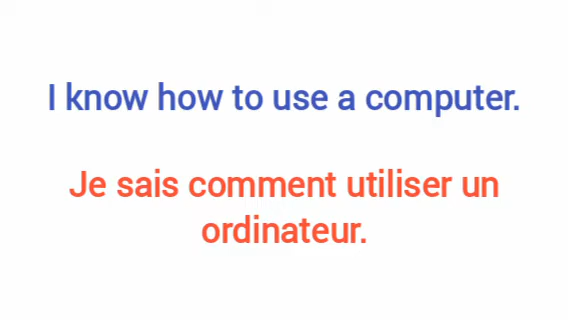 I know how to use a computer.
Je sais comment utiliser un
ordinateur.